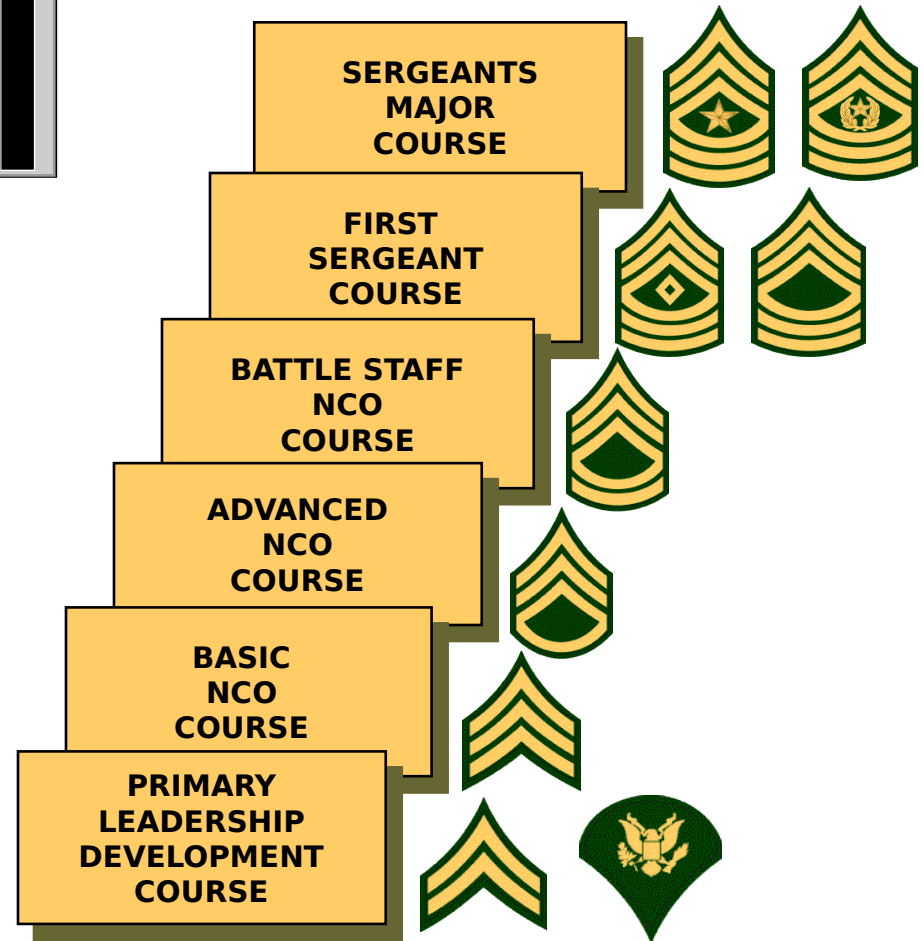 SERGEANTS
MAJOR
COURSE
FIRST
SERGEANT
COURSE
BATTLE STAFF
NCO
COURSE
ADVANCED
NCO
COURSE
BASIC
NCO
COURSE
PRIMARY
LEADERSHIP
DEVELOPMENT
COURSE